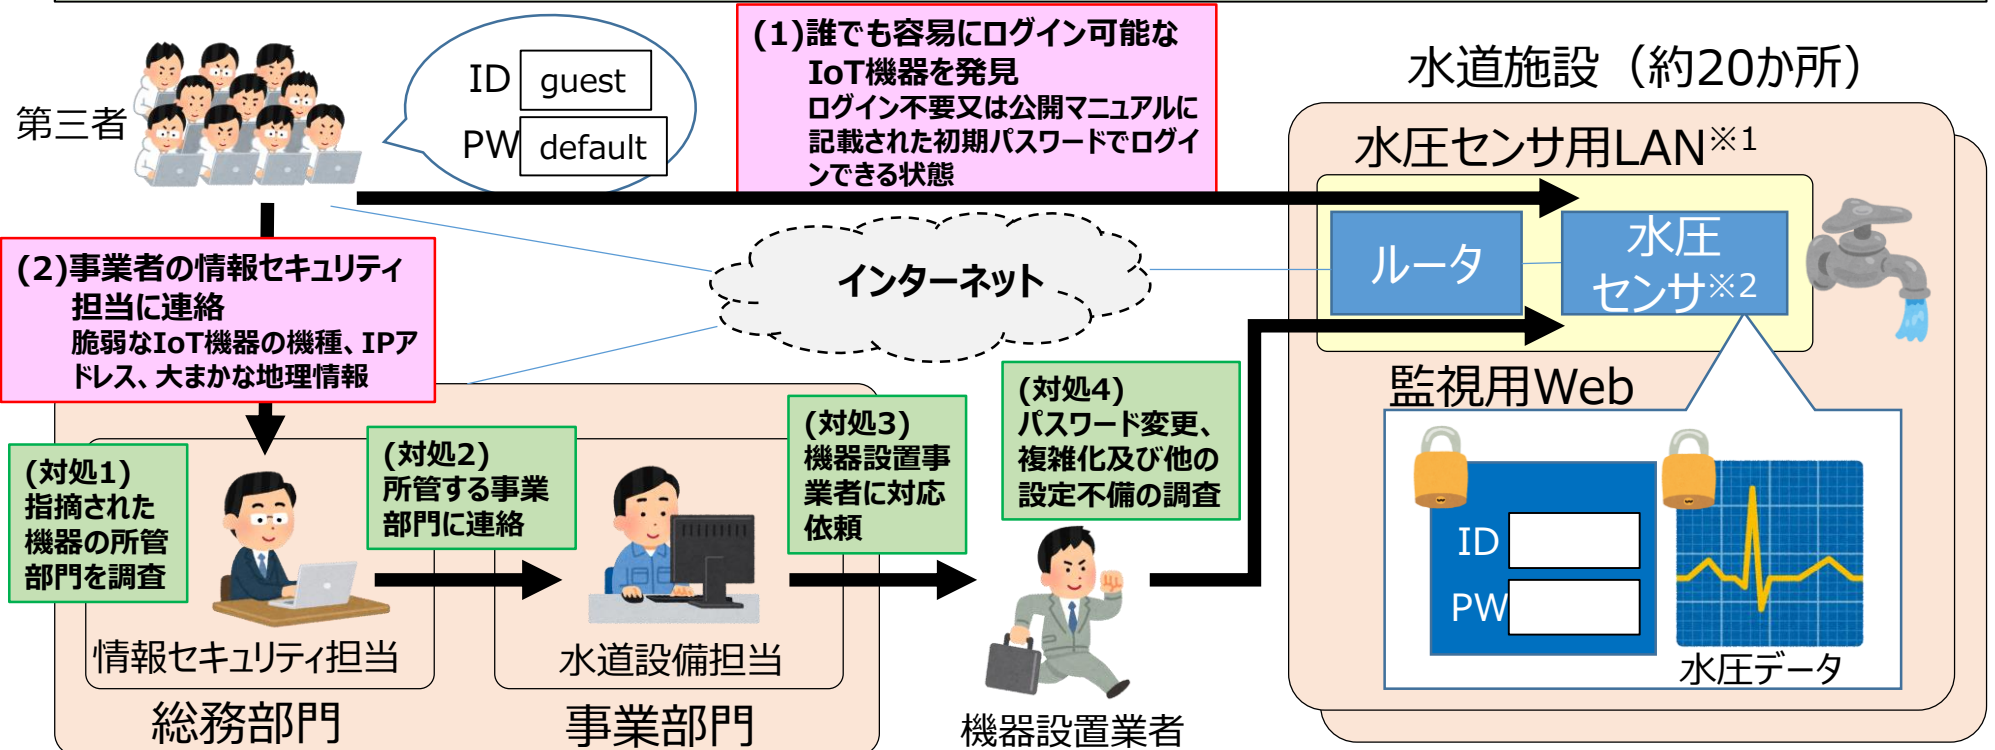 第三者
ID guest
PW default
(1)誰でも容易にログイン可能な
IoT機器を発見
ログイン不要又は公開マニュアルに
記載された初期パスワードでログイ
ンできる状態
水道施設（約20か所）
水圧センサ用LAN※1
ルータ
水圧
センサ※2
インターネット
(2)事業者の情報セキュリティ
担当に連絡
脆弱なIoT機器の機種、IPア
ドレス、大まかな地理情報
監視用Web
ID
PW
水圧データ
(対処1)
指摘された
機器の所管
部門を調査
(対処2)
所管する事業
部門に連絡
(対処3)
機器設置事
業者に対応
依頼
(対処4)
パスワード変更、
複雑化及び他の
設定不備の調査
情報セキュリティ担当
水道設備担当
総務部門
事業部門
機器設置業者